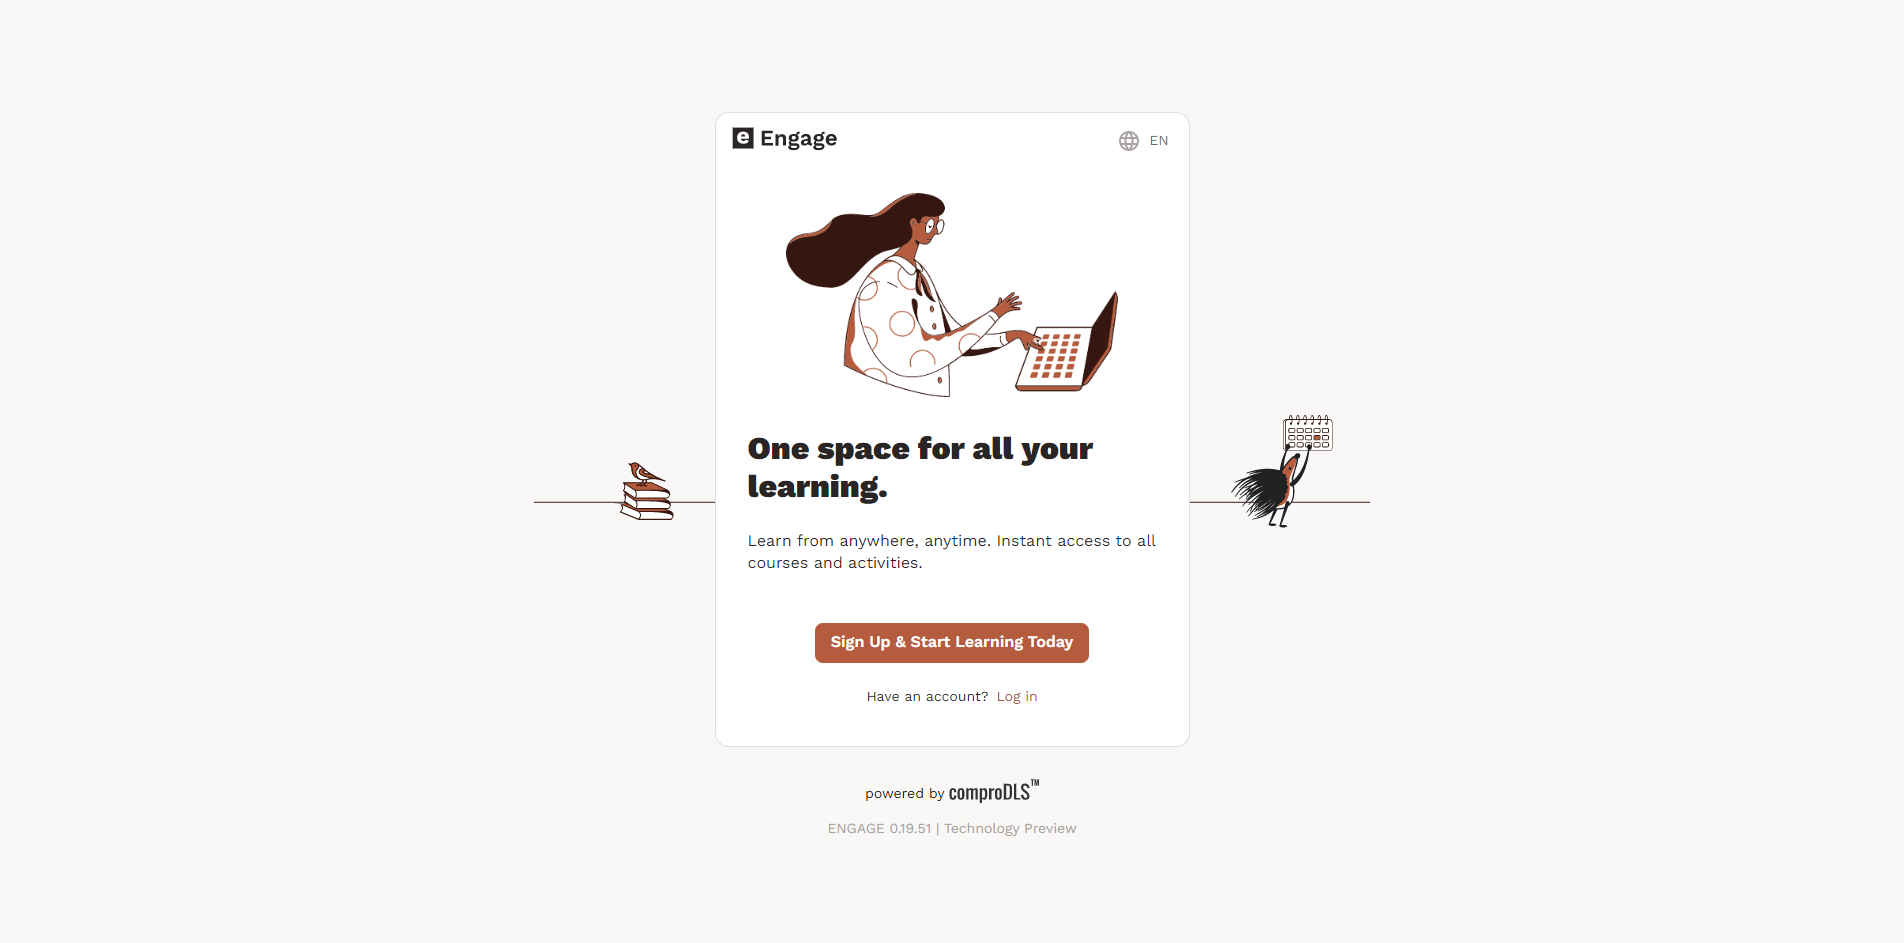 e Engage
EN
One space for all your
learning.
Learn from anywhere, anytime. Instant access to all
courses and activities.
Sign Up & Start Learning Today
Have an account? Log in
powered by comproDLS™
ENGAGE 0.19.51 | Technology Preview